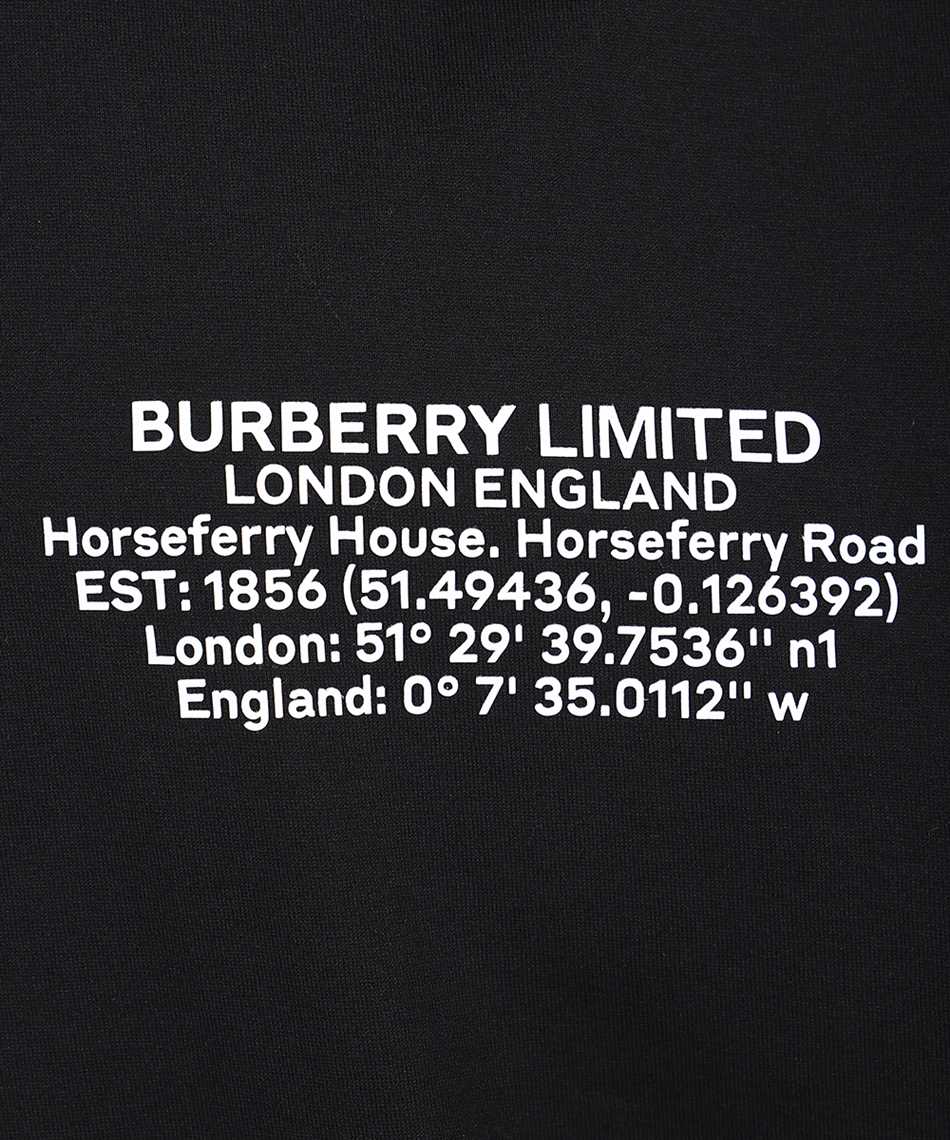 BURBERRY LIMITED
LONDON ENGLAND
Horseferry House. Horseferry Road
EST: 1856 (51.49436, -0.126392)
London: 51° 29' 39.7536" n1
England: 0° 7' 35.0112" w